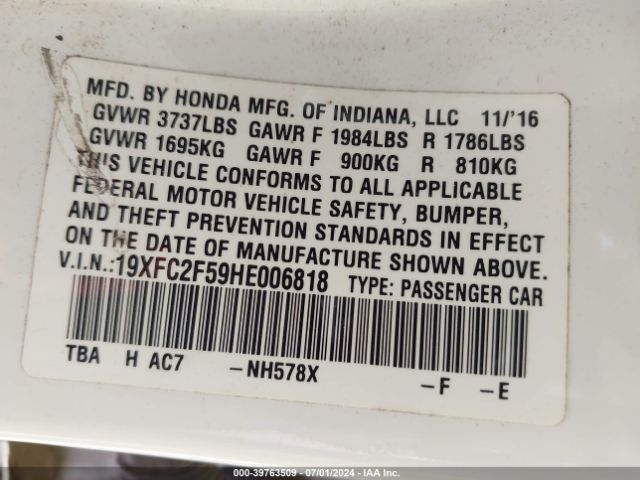 MFD. BY HONDA MFG. OF INDIANA, LLC 11/'16
GVWR 3737LBS GAWR F 1984LBS R 1786LBS
GVWR 1695KG GAWR F 900KG R 810KG
THIS VEHICLE CONFORMS TO ALL APPLICABLE
FEDERAL MOTOR VEHICLE SAFETY, BUMPER,
AND THEFT PREVENTION STANDARDS IN EFFECT
ON THE DATE OF MANUFACTURE SHOWN ABOVE.
V.I.N.:19XFC2F59HE006818 TYPE: PASSENGER CAR
TBA H AC7 –NH578X –F –E
000-39763509 - 07/01/2024 - IAA Inc.